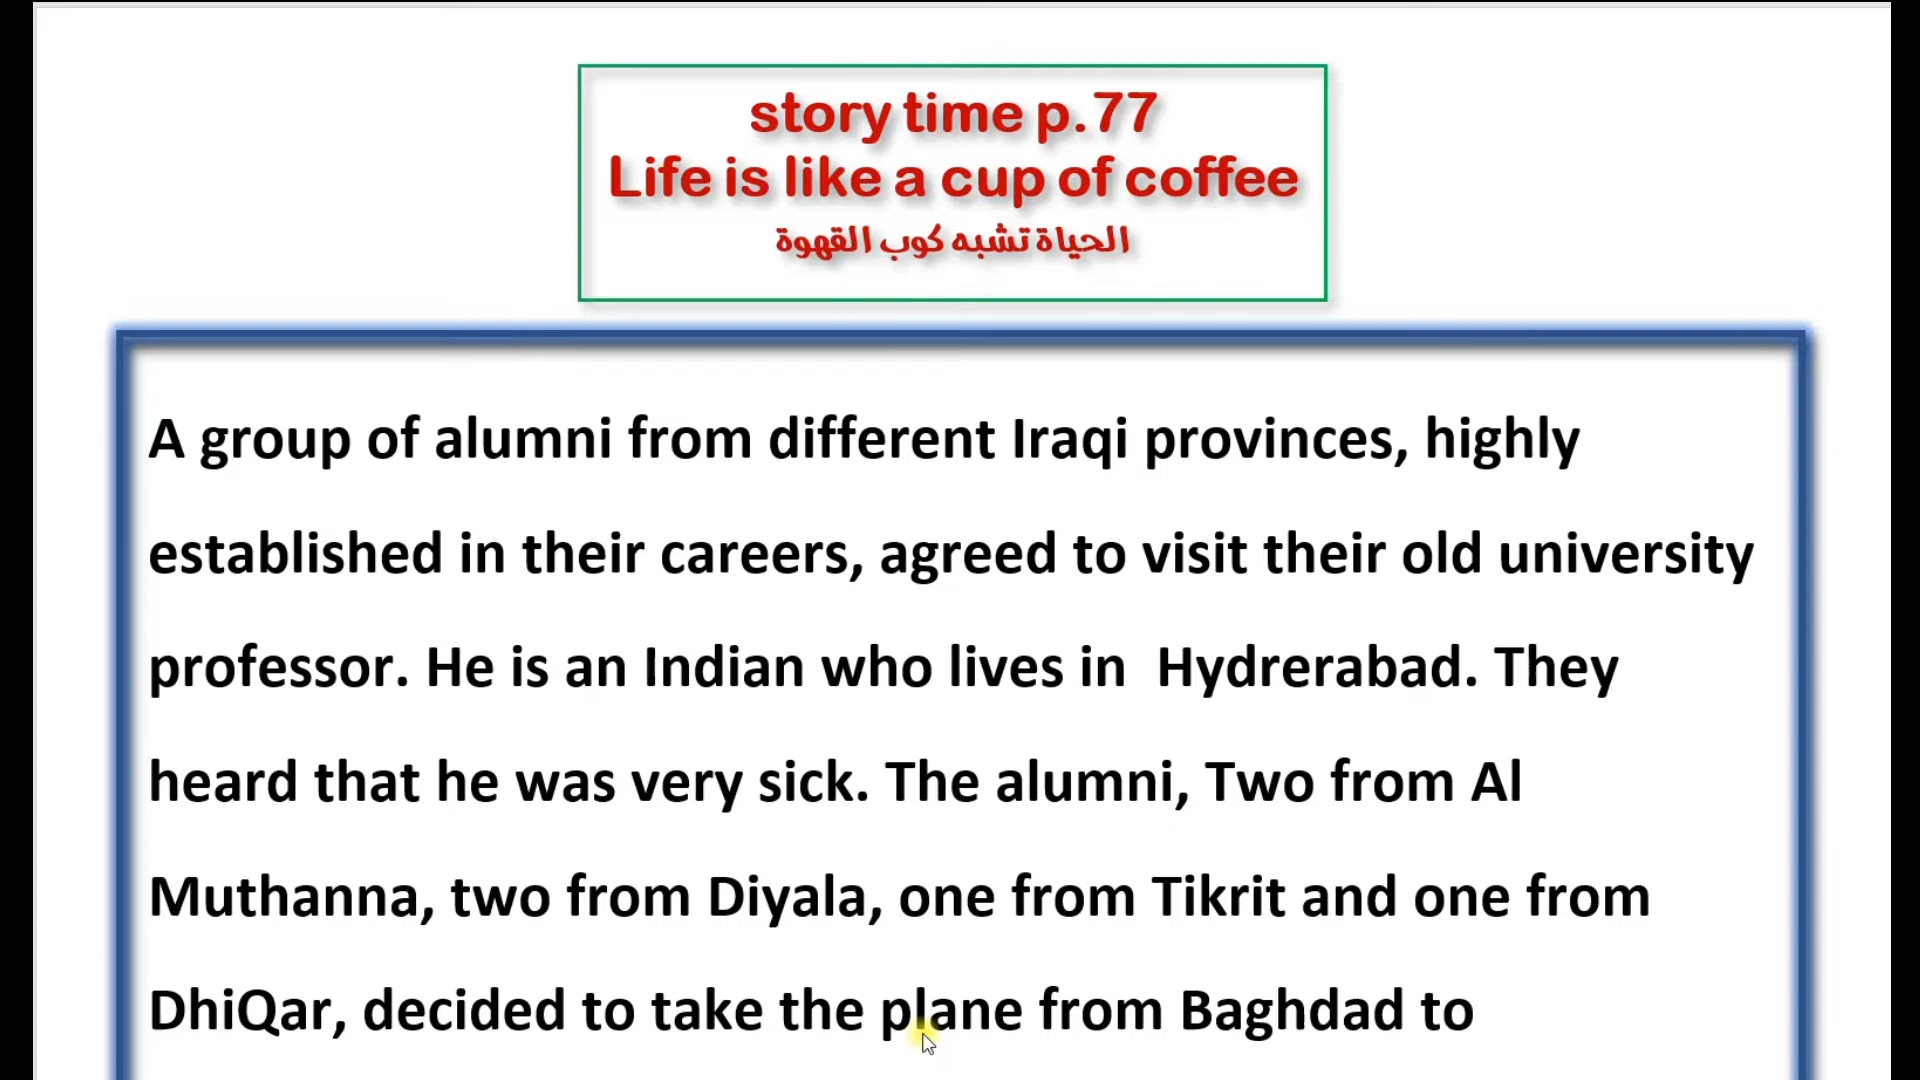 story time p.77
Life is like a cup of coffee
الحياة تشبه كوب القهوة
A group of alumni from different Iraqi provinces, highly
established in their careers, agreed to visit their old university
professor. He is an Indian who lives in  Hydrerabad. They
heard that he was very sick. The alumni, Two from Al
Muthanna, two from Diyala, one from Tikrit and one from
DhiQar, decided to take the plane from Baghdad to